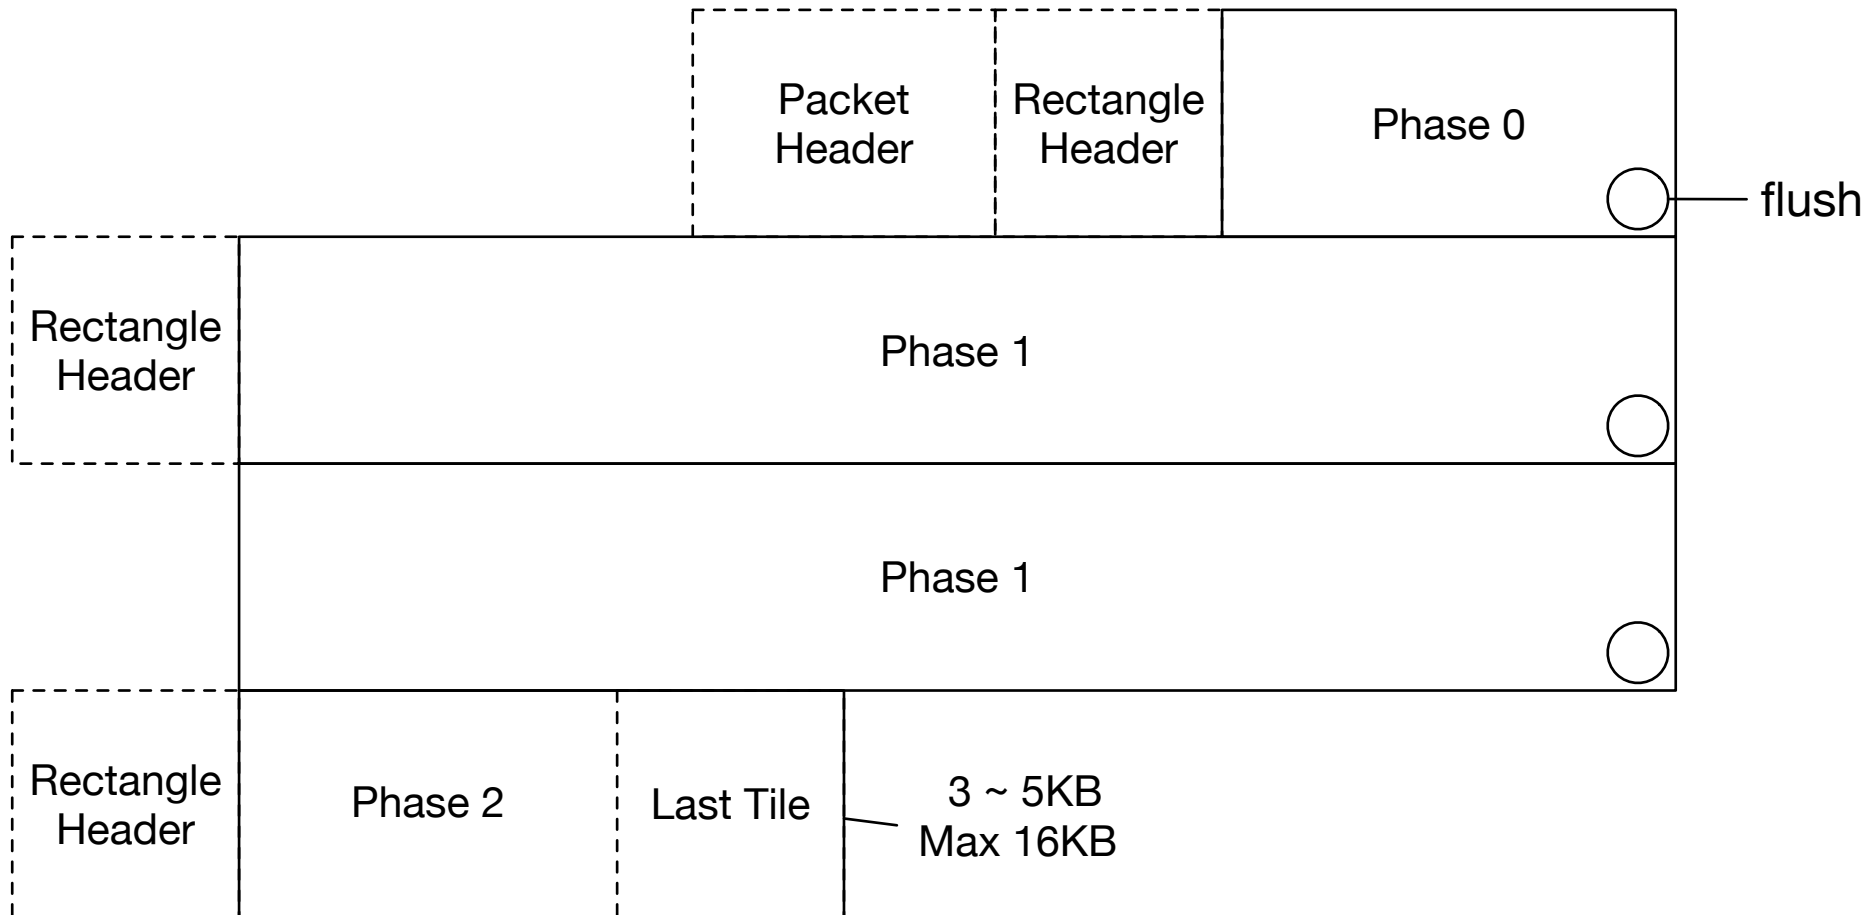 Packet
Header
Rectangle
Header
Phase 0
flush
Rectangle
Header
Phase 1
Phase 1
Rectangle
Header
Phase 2
Last Tile
3 ~ 5KB
Max 16KB